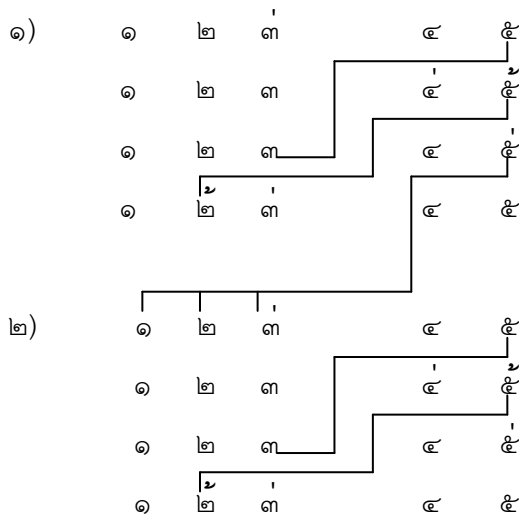 ๑) ๑ ๒ ๓่ ๔ ๕
๑ ๒ ๓ ๔่ ๕้
๑ ๒ ๓ ๔ ๕่
๑ ๒้ ๓่ ๔ ๕
๒) ๑ ๒ ๓่ ๔ ๕
๑ ๒ ๓ ๔่ ๕้
๑ ๒ ๓ ๔ ๕่
๑ ๒้ ๓่ ๔ ๕